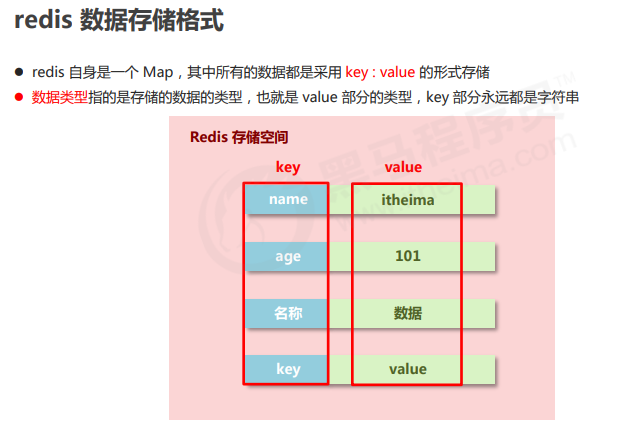 redis 数据存储格式
● redis 自身是一个 Map，其中所有的数据都是采用 key : value 的形式存储
● 数据类型指的是存储的数据的类型，也就是 value 部分的类型，key 部分永远都是字符串
Redis 存储空间
key value
name itheima
age 101
名称 数据
key value
黑马程序员™
www.itheima.com